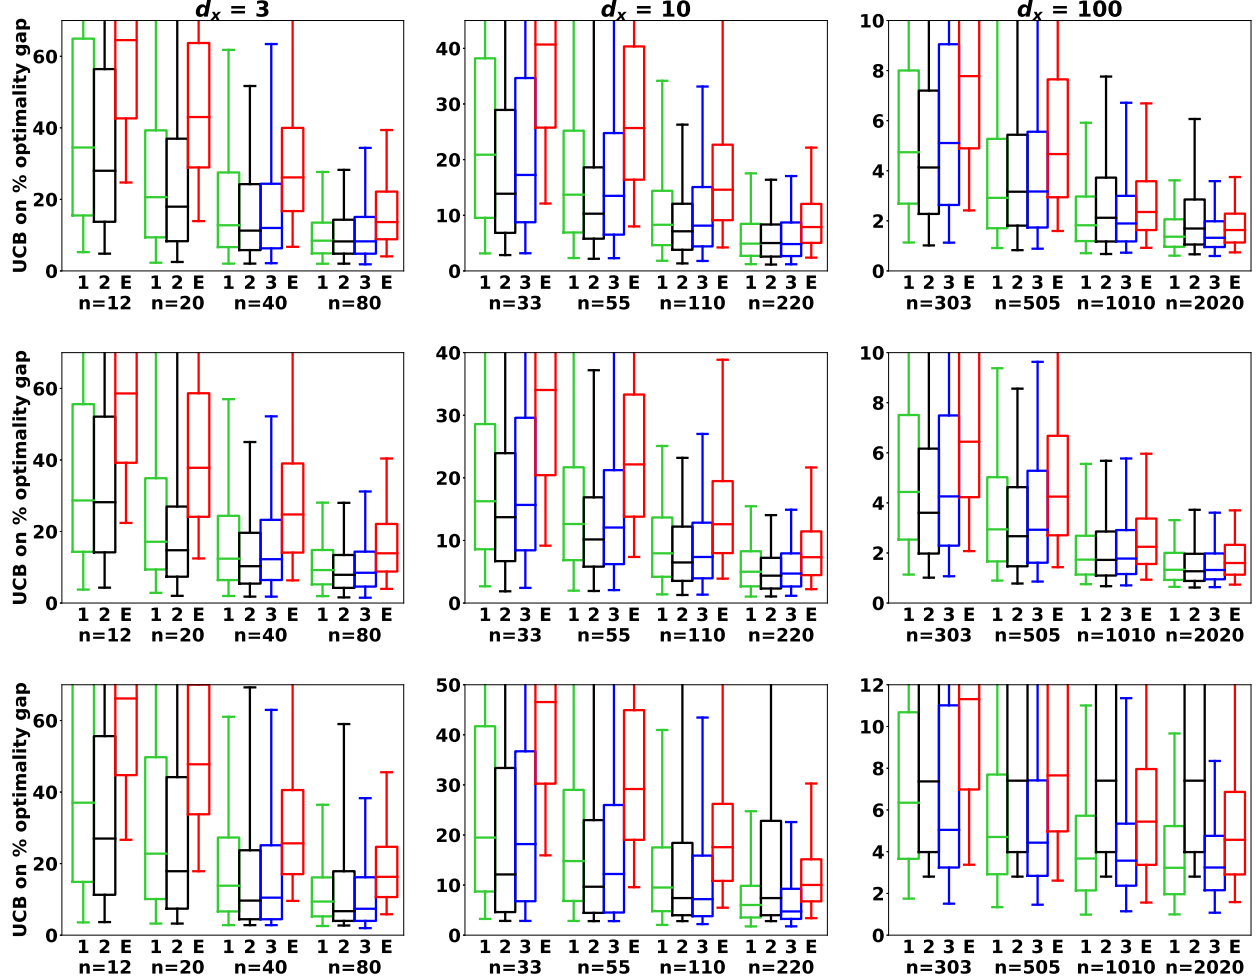 dx = 3
dx = 10
dx = 100
UCB on % optimality gap
60
40
20
0
40
30
20
10
0
10
8
6
4
2
0
1 2 E 1 2 E 1 2 3 E 1 2 3 E
n=12 n=20 n=40 n=80
1 2 3 E 1 2 3 E 1 2 3 E 1 2 3 E
n=33 n=55 n=110 n=220
1 2 3 E 1 2 3 E 1 2 3 E 1 2 3 E
n=303 n=505 n=1010 n=2020
UCB on % optimality gap
60
40
20
0
40
30
20
10
0
10
8
6
4
2
0
1 2 E 1 2 E 1 2 3 E 1 2 3 E
n=12 n=20 n=40 n=80
1 2 3 E 1 2 3 E 1 2 3 E 1 2 3 E
n=33 n=55 n=110 n=220
1 2 3 E 1 2 3 E 1 2 3 E 1 2 3 E
n=303 n=505 n=1010 n=2020
UCB on % optimality gap
60
40
20
0
50
40
30
20
10
0
12
10
8
6
4
2
0
1 2 E 1 2 E 1 2 3 E 1 2 3 E
n=12 n=20 n=40 n=80
1 2 3 E 1 2 3 E 1 2 3 E 1 2 3 E
n=33 n=55 n=110 n=220
1 2 3 E 1 2 3 E 1 2 3 E 1 2 3 E
n=303 n=505 n=1010 n=2020